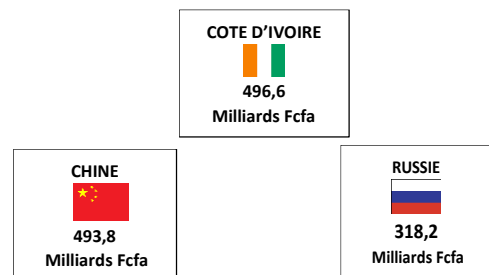 COTE D’IVOIRE
496,6
Milliards Fcfa
CHINE
493,8
Milliards Fcfa
RUSSIE
318,2
Milliards Fcfa